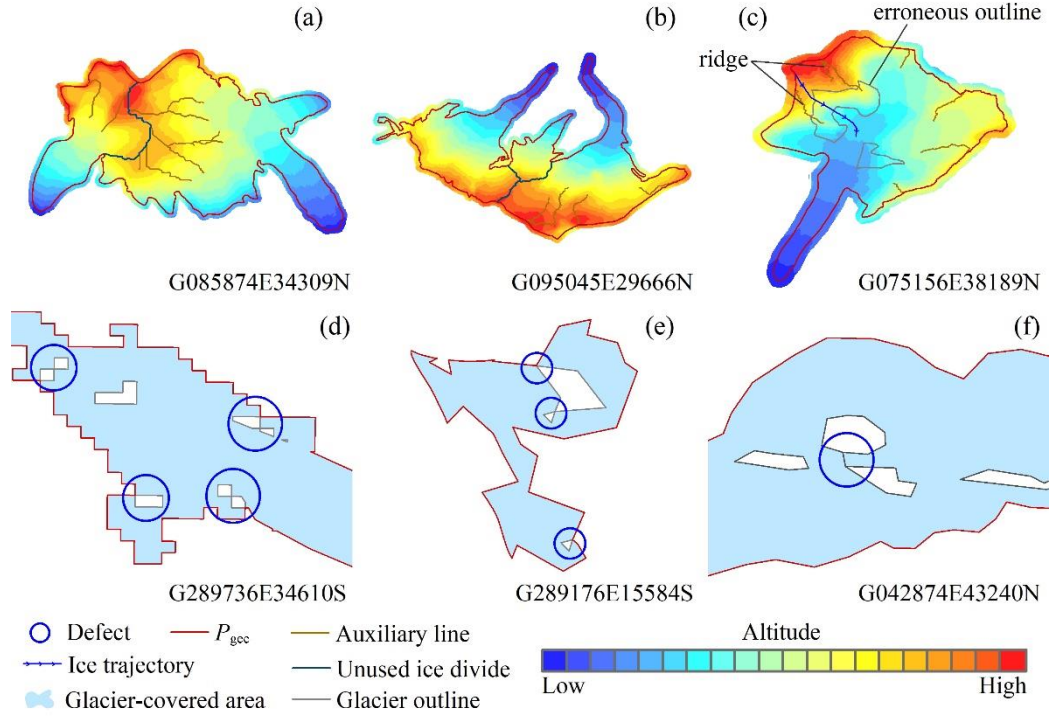 (a)
(b)
(c)
erroneous outline
ridge
G085874E34309N
G095045E29666N
G075156E38189N
(d)
(e)
(f)
G289736E34610S
G289176E15584S
G042874E43240N
Defect
Pgec
Auxiliary line
Altitude
Ice trajectory
Unused ice divide
Low
High
Glacier-covered area
Glacier outline